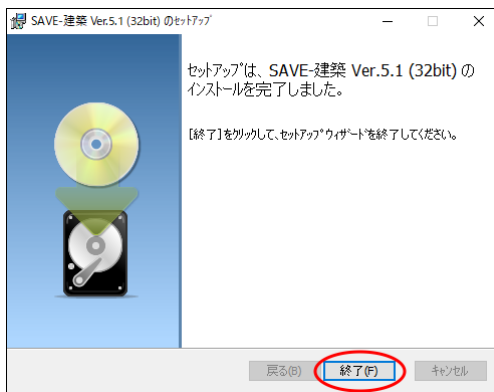 SAVE-建築 Ver.5.1 (32bit) のｾｯﾄｱｯﾌﾟ
ｾｯﾄｱｯﾌﾟは、SAVE-建築 Ver.5.1 (32bit) の
ｲﾝｽﾄｰﾙを完了しました。
[終了]をｸﾘｯｸして、ｾｯﾄｱｯﾌﾟｳｨｻﾞｰﾄﾞを終了してください。
戻る(B) 終了(F) ｷｬﾝｾﾙ